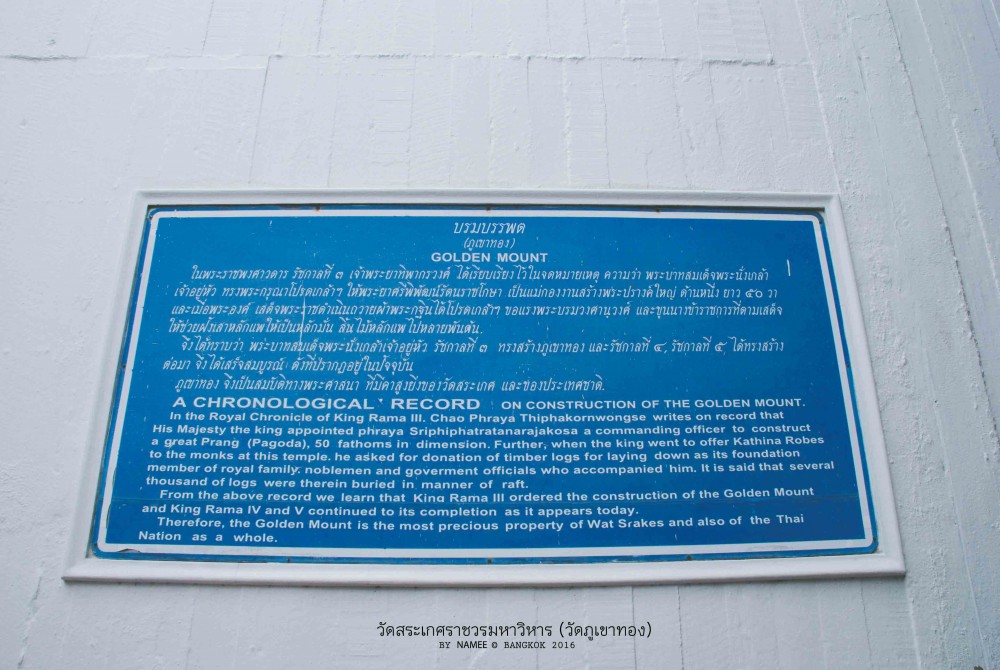 บรมบรรพต
(ภูเขาทอง)
GOLDEN MOUNT
ในพระราชพงศาวดาร รัชกาลที่ ๓ เจ้าพระยาทิพากรวงศ์ ได้เรียบเรียงไว้ในจดหมายเหตุ ความว่า พระบาทสมเด็จพระนั่งเกล้า
เจ้าอยู่หัว ทรงพระกรุณาโปรดเกล้าฯ ให้พระยาศรีพิพัฒน์รัตนราชโกษา เป็นแม่กองงานสร้างพระปรางค์ใหญ่ ด้านหนึ่ง ยาว ๕๐ วา
และเมื่อพระองค์ เสด็จพระราชดำเนินถวายผ้าพระกฐินได้โปรดเกล้าฯ ขอแรงพระบรมวงศานุวงศ์ และขุนนางข้าราชการที่ตามเสด็จ
ให้ช่วยฝังเสาหลักแพให้เป็นหลักมั่น สิ้นไม้หลักแพไปหลายพันต้น.
จึงได้ทราบว่า พระบาทสมเด็จพระนั่งเกล้าเจ้าอยู่หัว รัชกาลที่ ๓ ทรงสร้างภูเขาทอง และรัชกาลที่ ๔, รัชกาลที่ ๕ ได้ทรงสร้าง
ต่อมา จึงได้เสร็จสมบูรณ์ ดังที่ปรากฏอยู่ในปัจจุบัน
ภูเขาทอง จึงเป็นสมบัติทางพระศาสนา ที่มีค่าสูงยิ่งของวัดสระเกศ และของประเทศชาติ.
A CHRONOLOGICAL RECORD ON CONSTRUCTION OF THE GOLDEN MOUNT.
In the Royal Chronicle of King Rama III. Chao Phraya Thiphakornwongse writes on record that
His Majesty the king appointed phraya Sriphiphatratanarajakosa a commanding officer to construct
a great Prang (Pagoda), 50 fathoms in dimension. Further, when the king went to offer Kathina Robes
to the monks at this temple. he asked for donation of timber logs for laying down as its foundation
member of royal family. noblemen and goverment officials who accompanied him. It is said that several
thousand of logs were therein buried in manner of raft.
From the above record we learn that King Rama III ordered the construction of the Golden Mount
and King Rama IV and V continued to its completion as it appears today.
Therefore, the Golden Mount is the most precious property of Wat Srakes and also of the Thai
Nation as a whole.
วัดสระเกศราชวรมหาวิหาร (วัดภูเขาทอง)
BY NAMEE © BANGKOK 2016